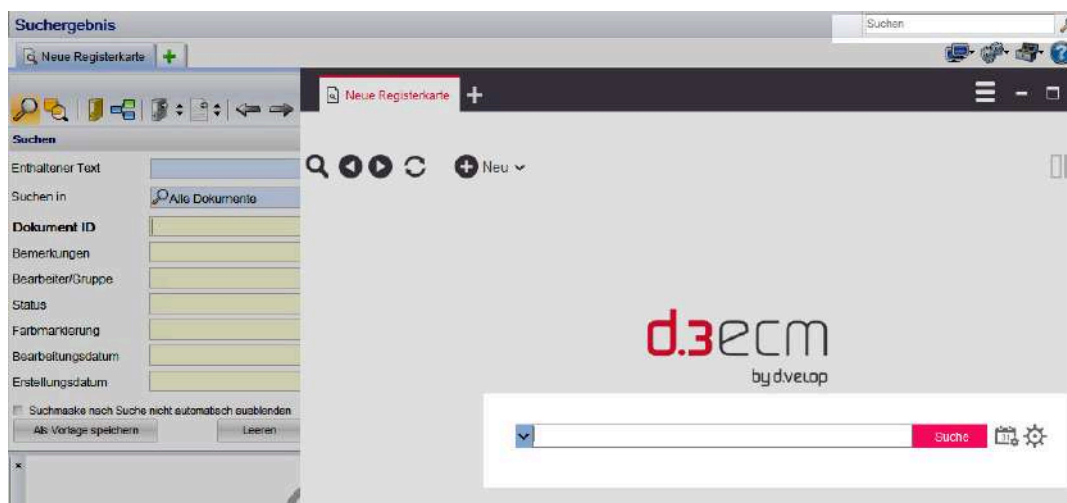 Suchergebnis
Suchen
Neue Registerkarte
Neue Registerkarte
Suchen
Enthaltener Text
Suchen in
Alle Dokumente
Neu
Dokument ID
Bemerkungen
Bearbeiter/Gruppe
Status
Farbmarkierung
Bearbeitungsdatum
Erstellungsdatum
d.3ecm
by d.velop
Suchmaske nach Suche nicht automatisch ausblenden
Als Vorlage speichern
Leeren
Suche